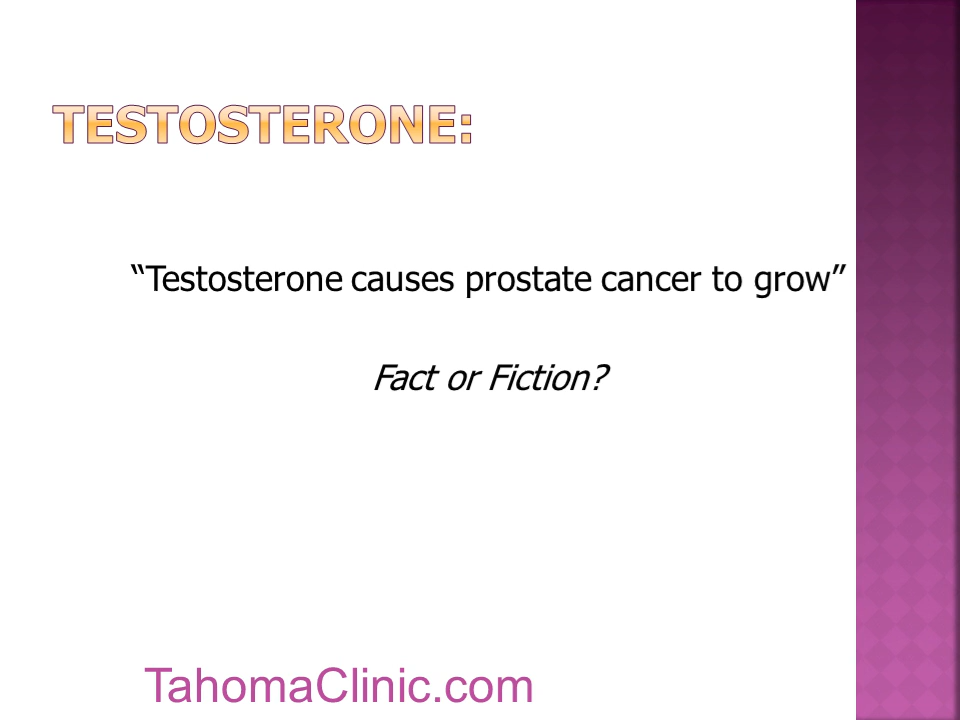 TESTOSTERONE:
“Testosterone causes prostate cancer to grow”
Fact or Fiction?
TahomaClinic.com